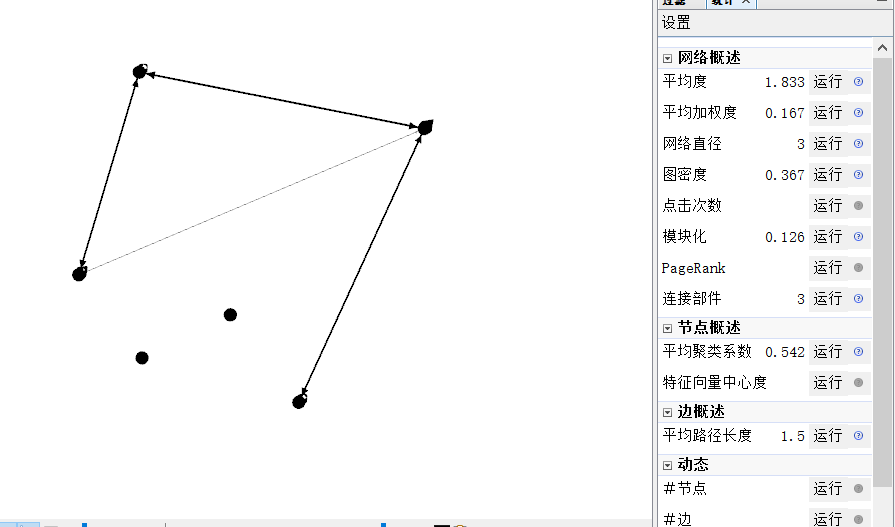 过滤 统计 ×
设置
网络概述
平均度 1.833 运行
平均加权度 0.167 运行
网络直径 3 运行
图密度 0.367 运行
点击次数 运行
模块化 0.126 运行
PageRank 运行
连接部件 3 运行
节点概述
平均聚类系数 0.542 运行
特征向量中心度 运行
边概述
平均路径长度 1.5 运行
动态
#节点 运行
#边 运行